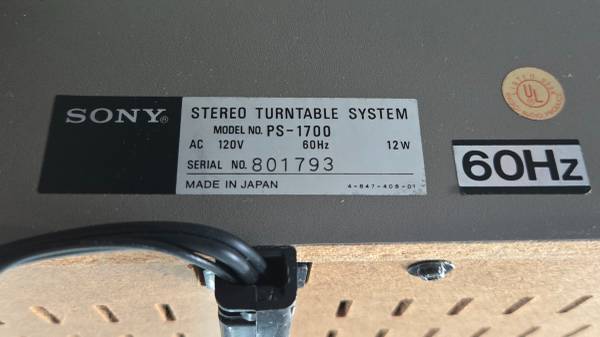 SONY®
STEREO TURNTABLE SYSTEM
MODEL NO. PS-1700
AC 120V 60Hz 12W
SERIAL NO. 801793
MADE IN JAPAN 4-847-408-01
UL
60Hz